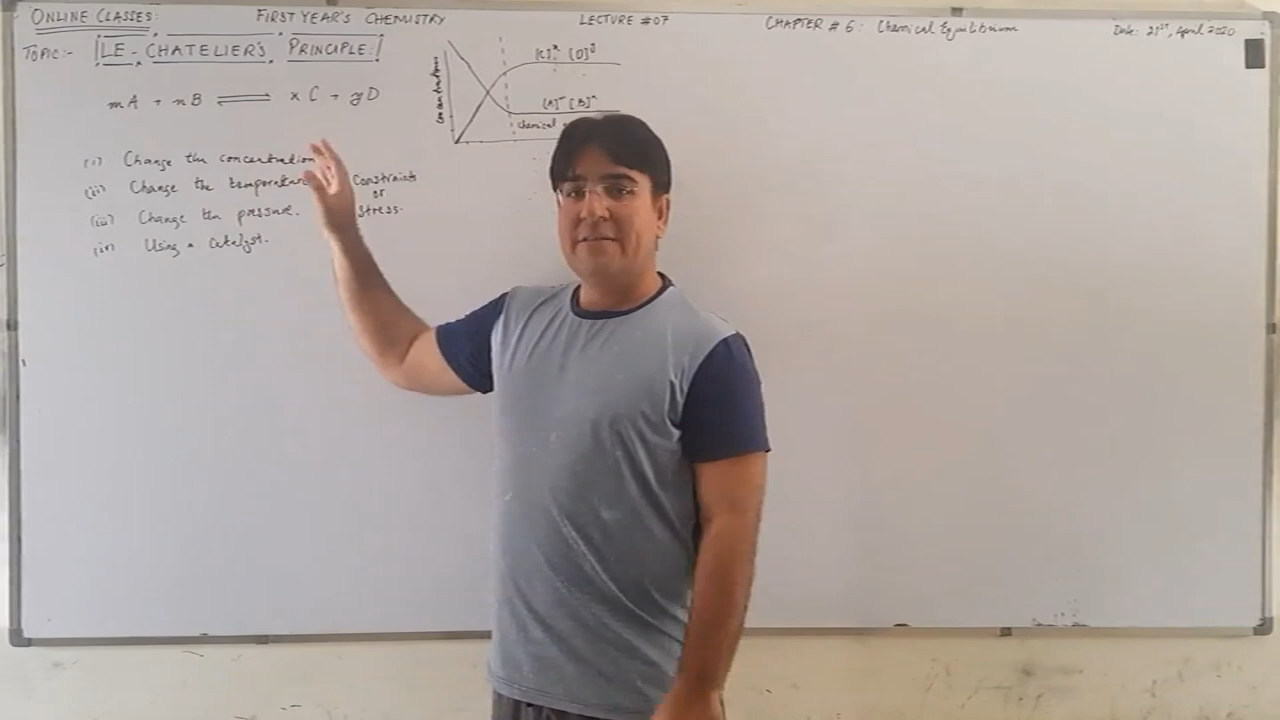 ONLINE CLASSES: FIRST YEAR'S CHEMISTRY LECTURE #07 CHAPTER # 6: Chemical Equilibrium Date: 21st, April 2020
TOPIC:- LE-CHATELIER'S PRINCIPLE:
mA + nB ⇌ xC + yD
[C]ˣ [D]ʸ
[A]ᵐ [B]ⁿ
chemical
(i) Change the concentration
(ii) Change the temperature
(iii) Change the pressure.
(iv) Using a catalyst.
Constraints
or
Stress.